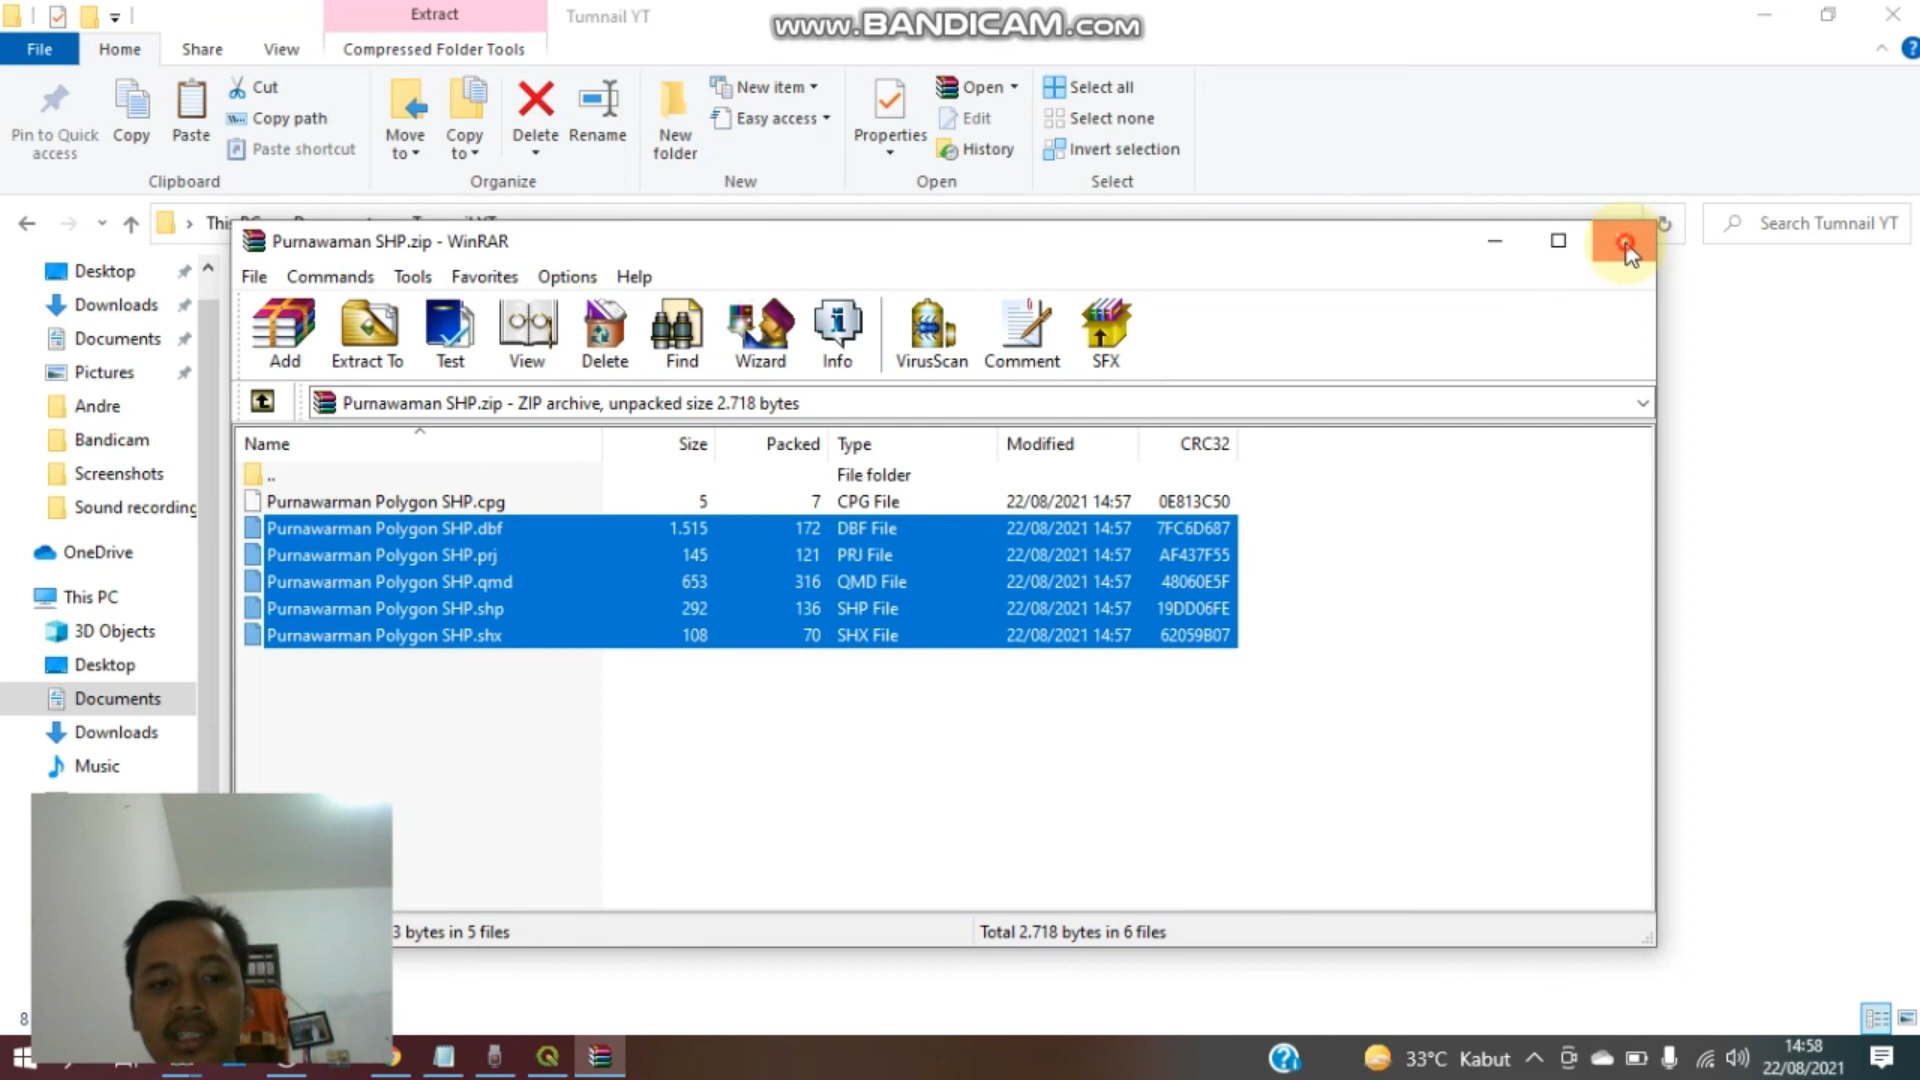 Extract
Tumnail YT
www.BANDICAM.com
File
Home
Share
View
Compressed Folder Tools
Pin to Quick access
Copy
Paste
Cut
Copy path
Paste shortcut
Clipboard
Move to
Copy to
Delete
Rename
Organize
New folder
New item
Easy access
New
Properties
Open
Edit
History
Open
Select all
Select none
Invert selection
Select
Search Tumnail YT
Purnawaman SHP.zip - WinRAR
File Commands Tools Favorites Options Help
Add
Extract To
Test
View
Delete
Find
Wizard
Info
VirusScan
Comment
SFX
Purnawaman SHP.zip - ZIP archive, unpacked size 2.718 bytes
Name Size Packed Type Modified CRC32
.. File folder
Purnawarman Polygon SHP.cpg 5 7 CPG File 22/08/2021 14:57 0E813C50
Purnawarman Polygon SHP.dbf 1.515 172 DBF File 22/08/2021 14:57 7FC6D687
Purnawarman Polygon SHP.prj 145 121 PRJ File 22/08/2021 14:57 AF437F55
Purnawarman Polygon SHP.qmd 653 316 QMD File 22/08/2021 14:57 48060E5F
Purnawarman Polygon SHP.shp 292 136 SHP File 22/08/2021 14:57 19DD06FE
Purnawarman Polygon SHP.shx 108 70 SHX File 22/08/2021 14:57 62059B07
3 bytes in 5 files
Total 2.718 bytes in 6 files
Desktop
Downloads
Documents
Pictures
Andre
Bandicam
Screenshots
Sound recording
OneDrive
This PC
3D Objects
Desktop
Documents
Downloads
Music
8
33°C Kabut
14:58
22/08/2021